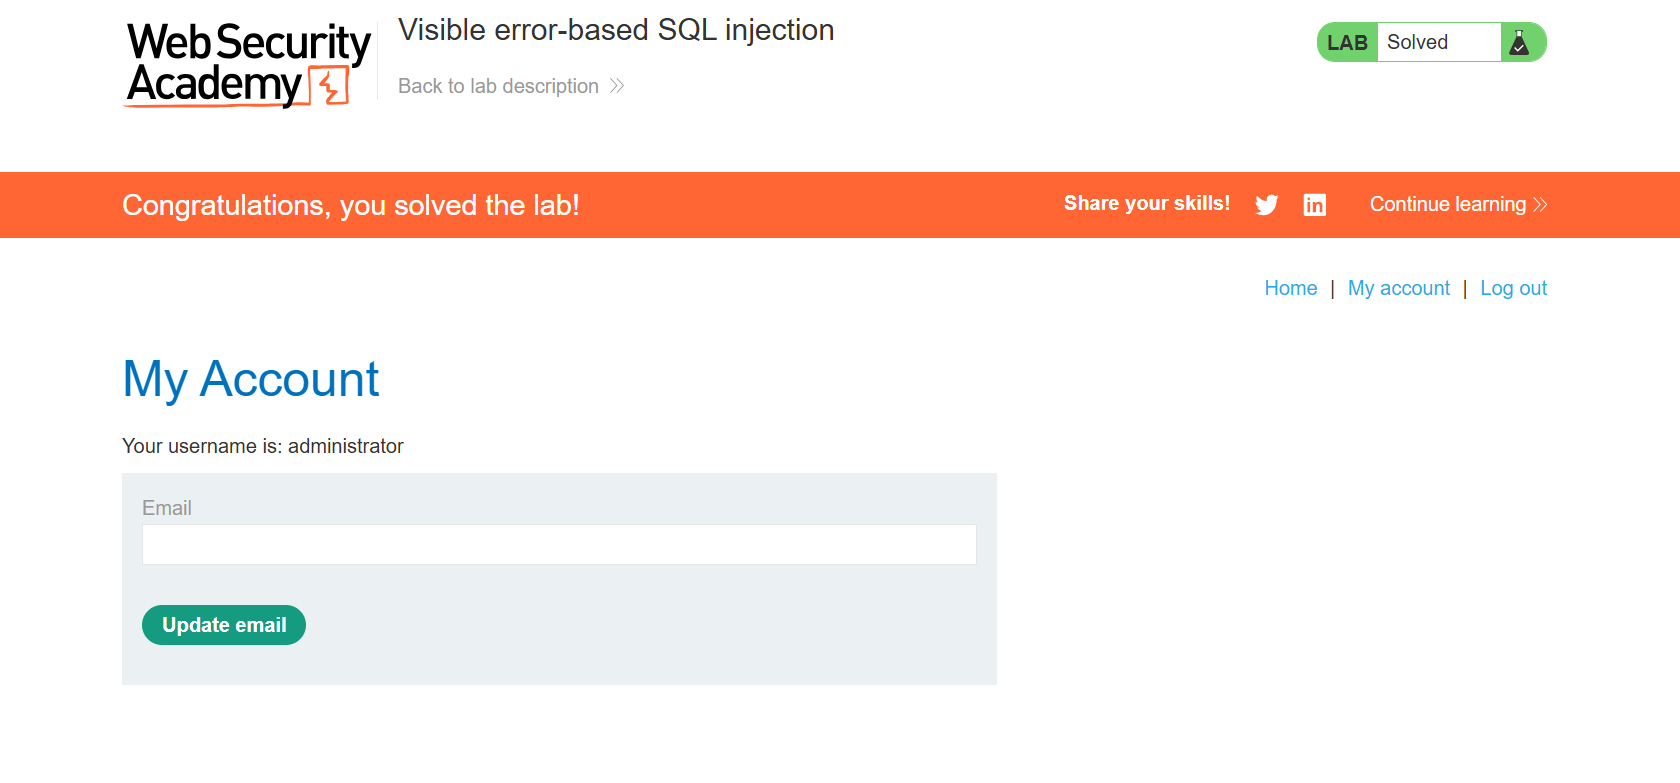 Web Security
Academy
Visible error-based SQL injection
Back to lab description
LAB Solved
Congratulations, you solved the lab!
Share your skills!
Continue learning
Home | My account | Log out
My Account
Your username is: administrator
Email
Update email